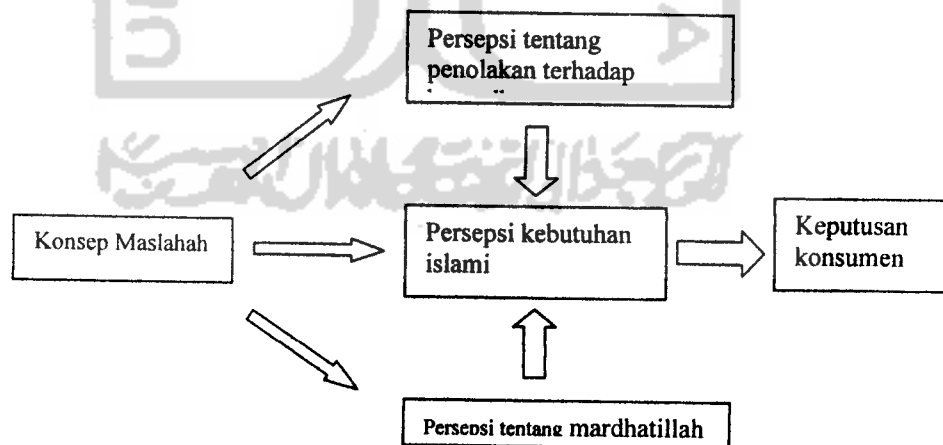 Persepsi tentang
penolakan terhadap
Konsep Maslahah
Persepsi kebutuhan
islami
Keputusan
konsumen
Persepsi tentang mardhatillah